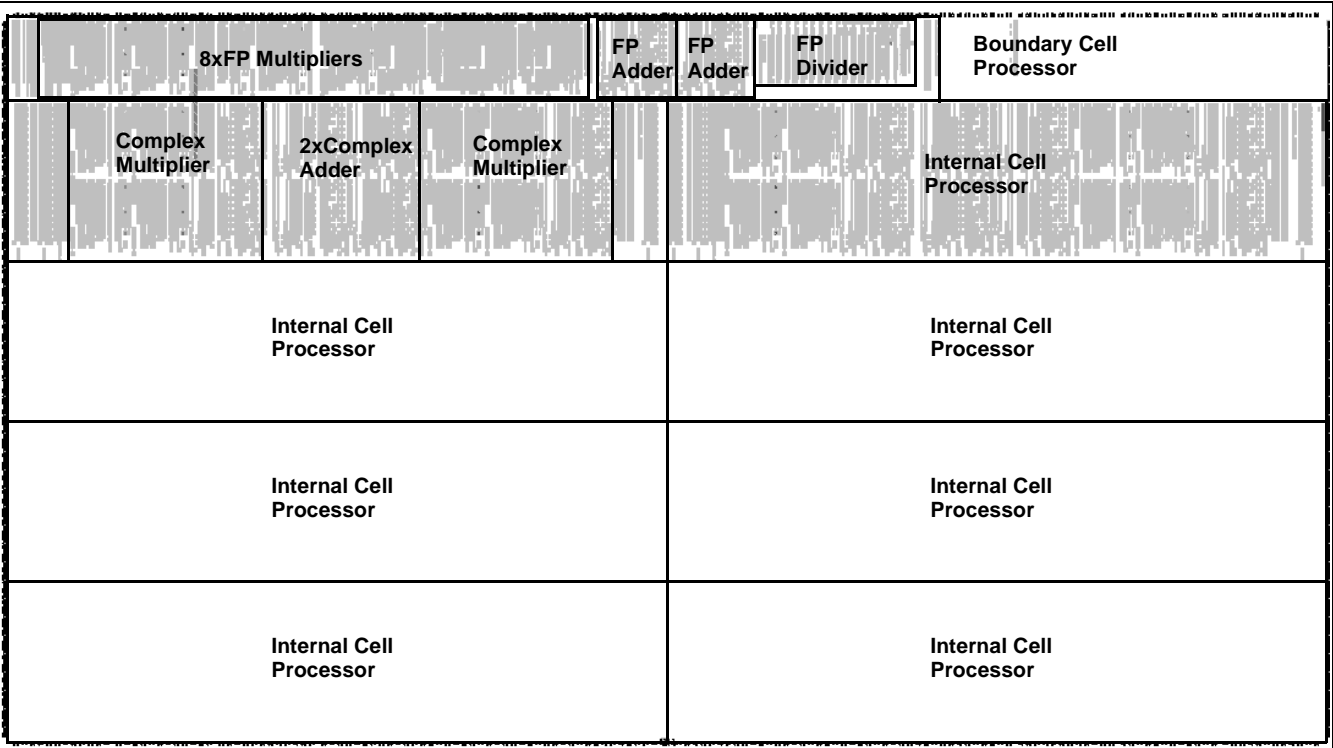 8xFP Multipliers
FP
Adder
FP
Adder
FP
Divider
Boundary Cell
Processor
Complex
Multiplier
2xComplex
Adder
Complex
Multiplier
Internal Cell
Processor
Internal Cell
Processor
Internal Cell
Processor
Internal Cell
Processor
Internal Cell
Processor
Internal Cell
Processor
Internal Cell
Processor